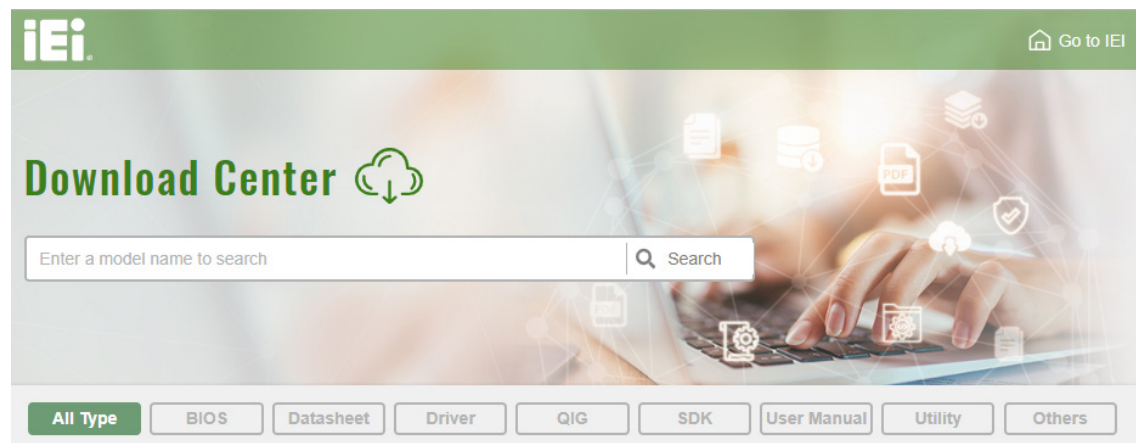 iEi
Go to IEI
Download Center
PDF
Enter a model name to search
Search
PDF
All Type
BIOS
Datasheet
Driver
QIG
SDK
User Manual
Utility
Others